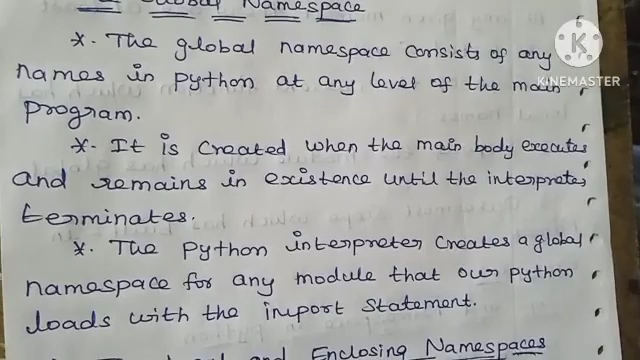 Global Namespace
*. The global namespace consists of any
names in Python at any level of the main
program.
*. It is created when the main body executes
and remains in existence until the interpreter
terminates.
*. The Python interpreter creates a global
namespace for any module that our python
loads with the import statement.
and Enclosing Namespaces
KINEMASTER